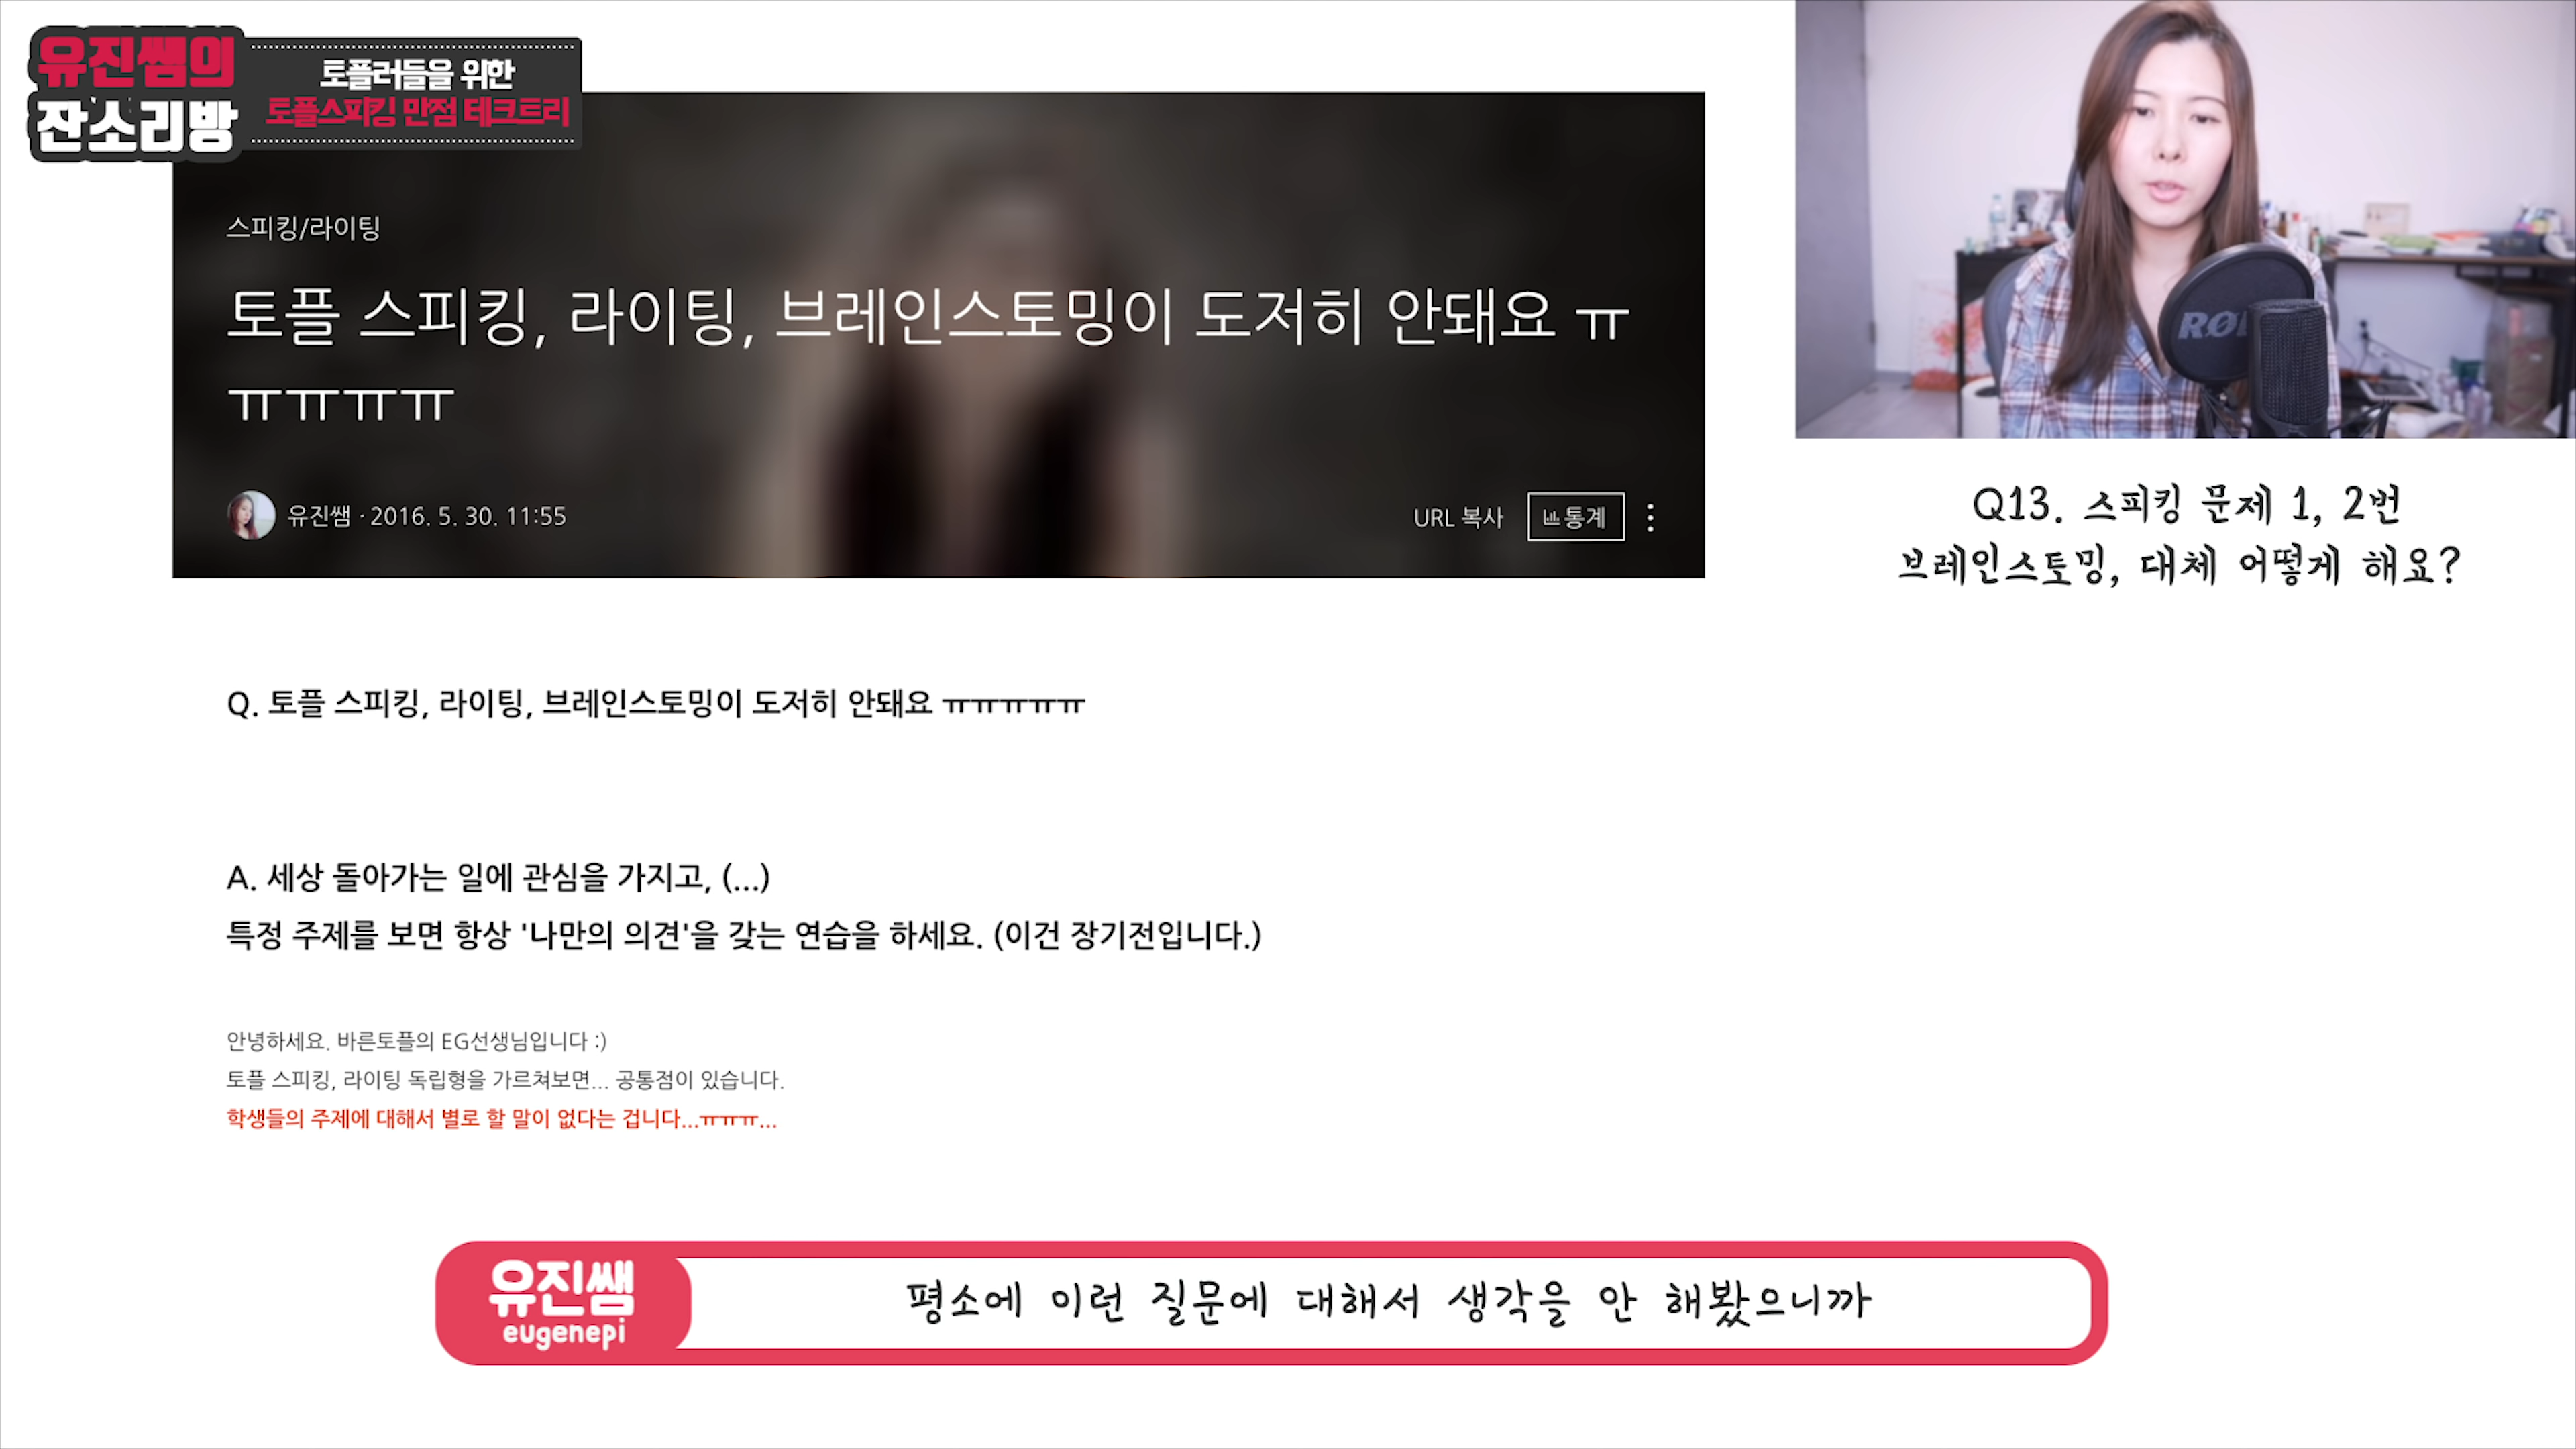 유진쌤의
잔소리방
토플러들을 위한
토플스피킹 만점 테크트리
스피킹/라이팅
토플 스피킹, 라이팅, 브레인스토밍이 도저히 안돼요 ㅠ
ㅠㅠㅠㅠ
유진쌤 · 2016. 5. 30. 11:55
URL 복사
통계
Q13. 스피킹 문제 1, 2번
브레인스토밍, 대체 어떻게 해요?
Q. 토플 스피킹, 라이팅, 브레인스토밍이 도저히 안돼요 ㅠㅠㅠㅠㅠ
A. 세상 돌아가는 일에 관심을 가지고, (...)
특정 주제를 보면 항상 '나만의 의견'을 갖는 연습을 하세요. (이건 장기전입니다.)
안녕하세요. 바른토플의 EG선생님입니다 :)
토플 스피킹, 라이팅 독립형을 가르쳐보면... 공통점이 있습니다.
학생들의 주제에 대해서 별로 할 말이 없다는 겁니다...ㅠㅠㅠ...
유진쌤
eugenepi
평소에 이런 질문에 대해서 생각을 안 해봤으니까